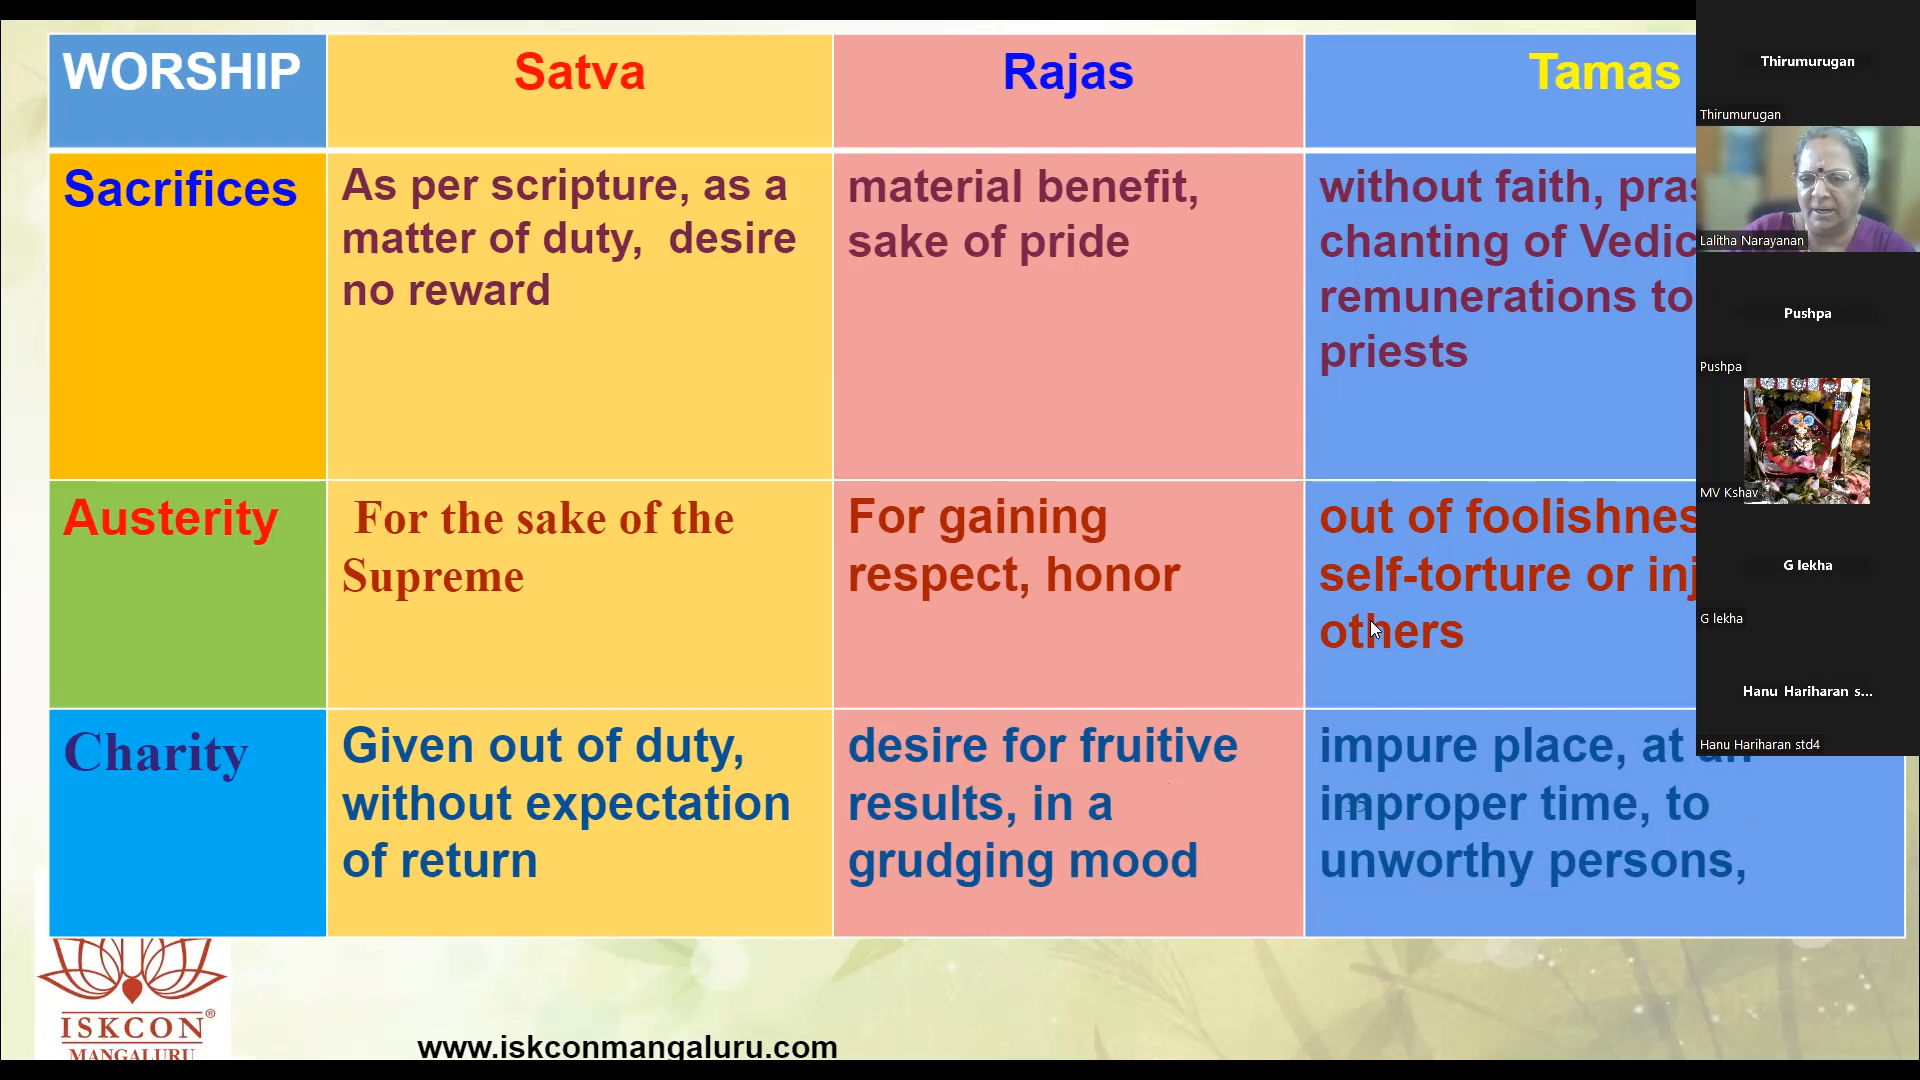 WORSHIP
Satva
Rajas
Tamas
Sacrifices
As per scripture, as a
matter of duty, desire
no reward
material benefit,
sake of pride
without faith,
chanting of Vedic
remunerations to
priests
Austerity
For the sake of the
Supreme
For gaining
respect, honor
out of
self-torture or
others
Charity
Given out of duty,
without expectation
of return
desire for fruitive
results, in a
grudging mood
impure place, at an
improper time, to
unworthy persons,
ISKCON®
MANGALURU
www.iskconmangaluru.com
Thirumurugan
Thirumurugan
Lalitha Narayanan
Pushpa
Pushpa
MV Kshav
G lekha
G lekha
Hanu Hariharan s...
Hanu Hariharan std4